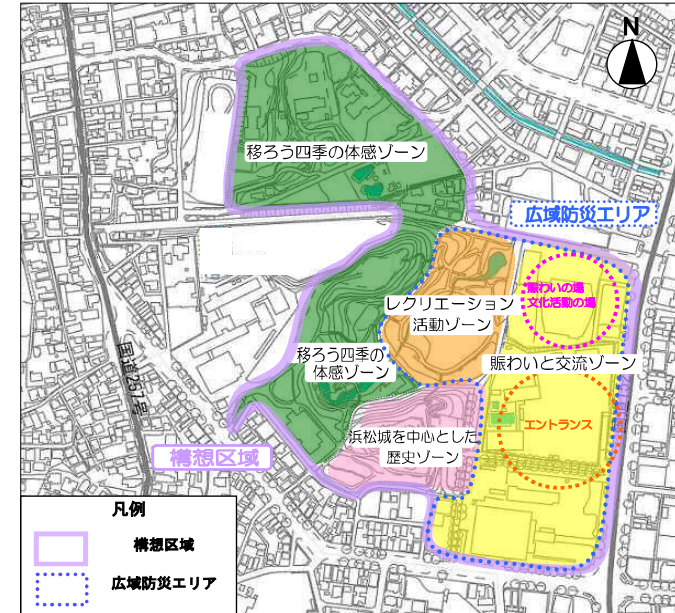 N
移ろう四季の体感ゾーン
広域防災エリア
賑わいの場
文化活動の場
レクリエーション
活動ゾーン
移ろう四季の
体感ゾーン
賑わいと交流ゾーン
国道257号
エントランス
浜松城を中心とした
歴史ゾーン
構想区域
凡例
構想区域
広域防災エリア